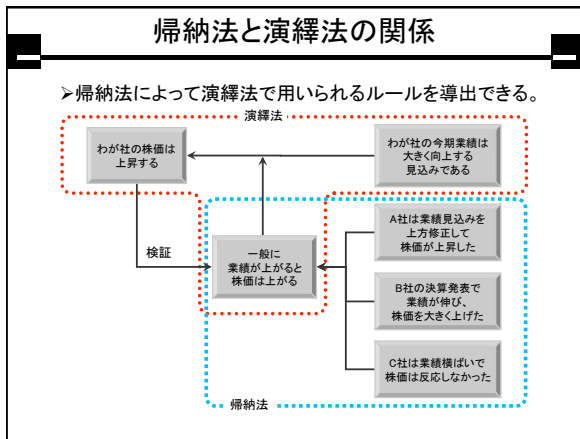 帰納法と演繹法の関係
➢帰納法によって演繹法で用いられるルールを導出できる。
演繹法
わが社の株価は
上昇する
わが社の今期業績は
大きく向上する
見込みである
検証
一般に
業績が上がると
株価は上がる
A社は業績見込みを
上方修正して
株価が上昇した
B社の決算発表で
業績が伸び、
株価を大きく上げた
C社は業績横ばいで
株価は反応しなかった
帰納法